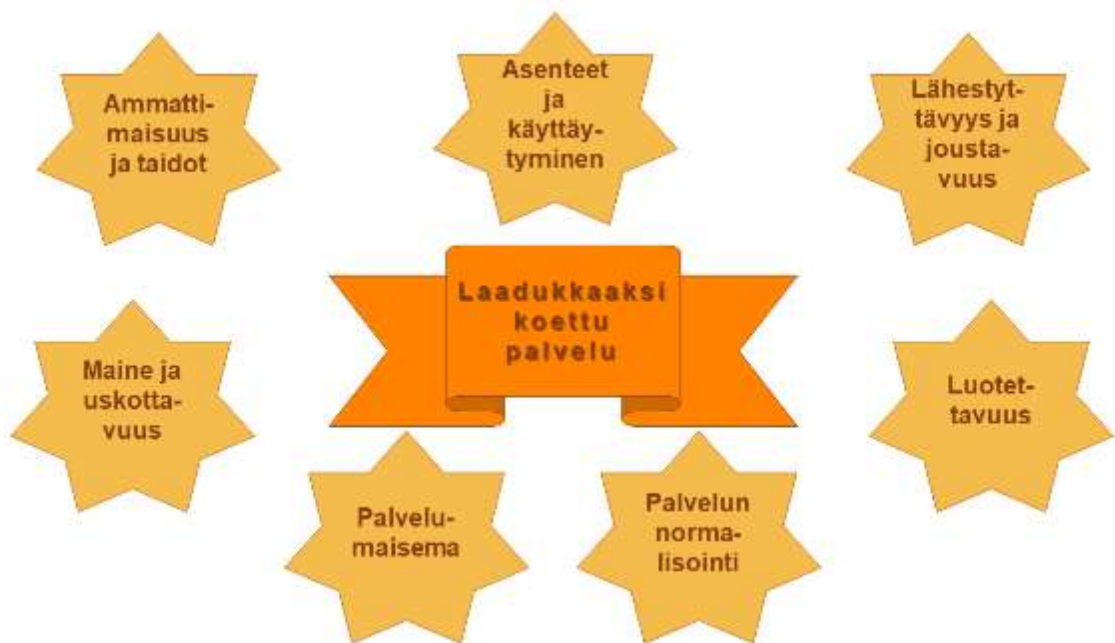 Ammatti-
maisuus
ja taidot
Asenteet
ja
käyttäy-
tyminen
Lähestyt-
tävyys ja
jousta-
vuus
Laadukkaaksi
koettu
palvelu
Maine ja
uskotta-
vuus
Luotet-
tavuus
Palvelu-
maisema
Palvelun
norma-
lisointi